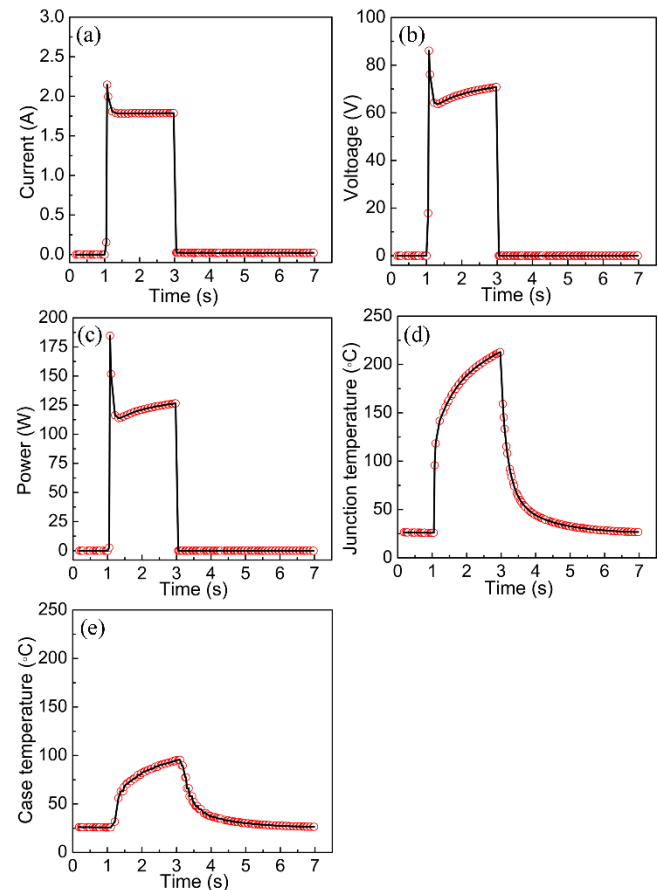 (a)
3.0
2.5
2.0
1.5
1.0
0.5
0.0
Current (A)
0 1 2 3 4 5 6 7
Time (s)
(b)
100
80
60
40
20
0
Voltoage (V)
0 1 2 3 4 5 6 7
Time (s)
(c)
200
175
150
125
100
75
50
25
0
Power (W)
0 1 2 3 4 5 6 7
Time (s)
(d)
250
200
150
100
50
0
Junction temperature (◦C)
0 1 2 3 4 5 6 7
Time (s)
(e)
250
200
150
100
50
0
Case temperature (◦C)
0 1 2 3 4 5 6 7
Time (s)